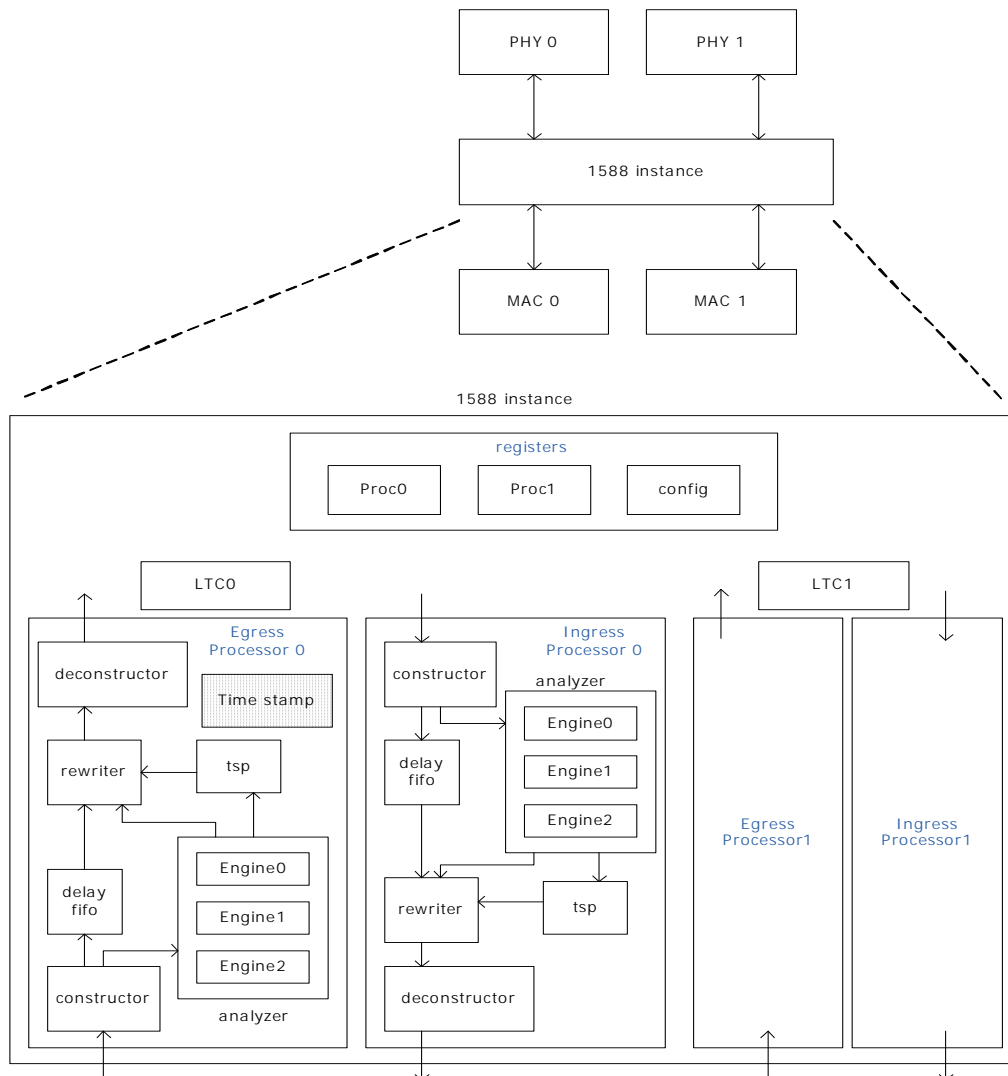 PHY 0
PHY 1
1588 instance
MAC 0
MAC 1
1588 instance
registers
Proc0
Proc1
config
LTC0
LTC1
Egress
Processor 0
deconstructor
Time stamp
rewriter
tsp
delay
fifo
Engine0
Engine1
Engine2
constructor
analyzer
Ingress
Processor 0
constructor
analyzer
Engine0
Engine1
Engine2
delay
fifo
rewriter
tsp
deconstructor
Egress
Processor1
Ingress
Processor1